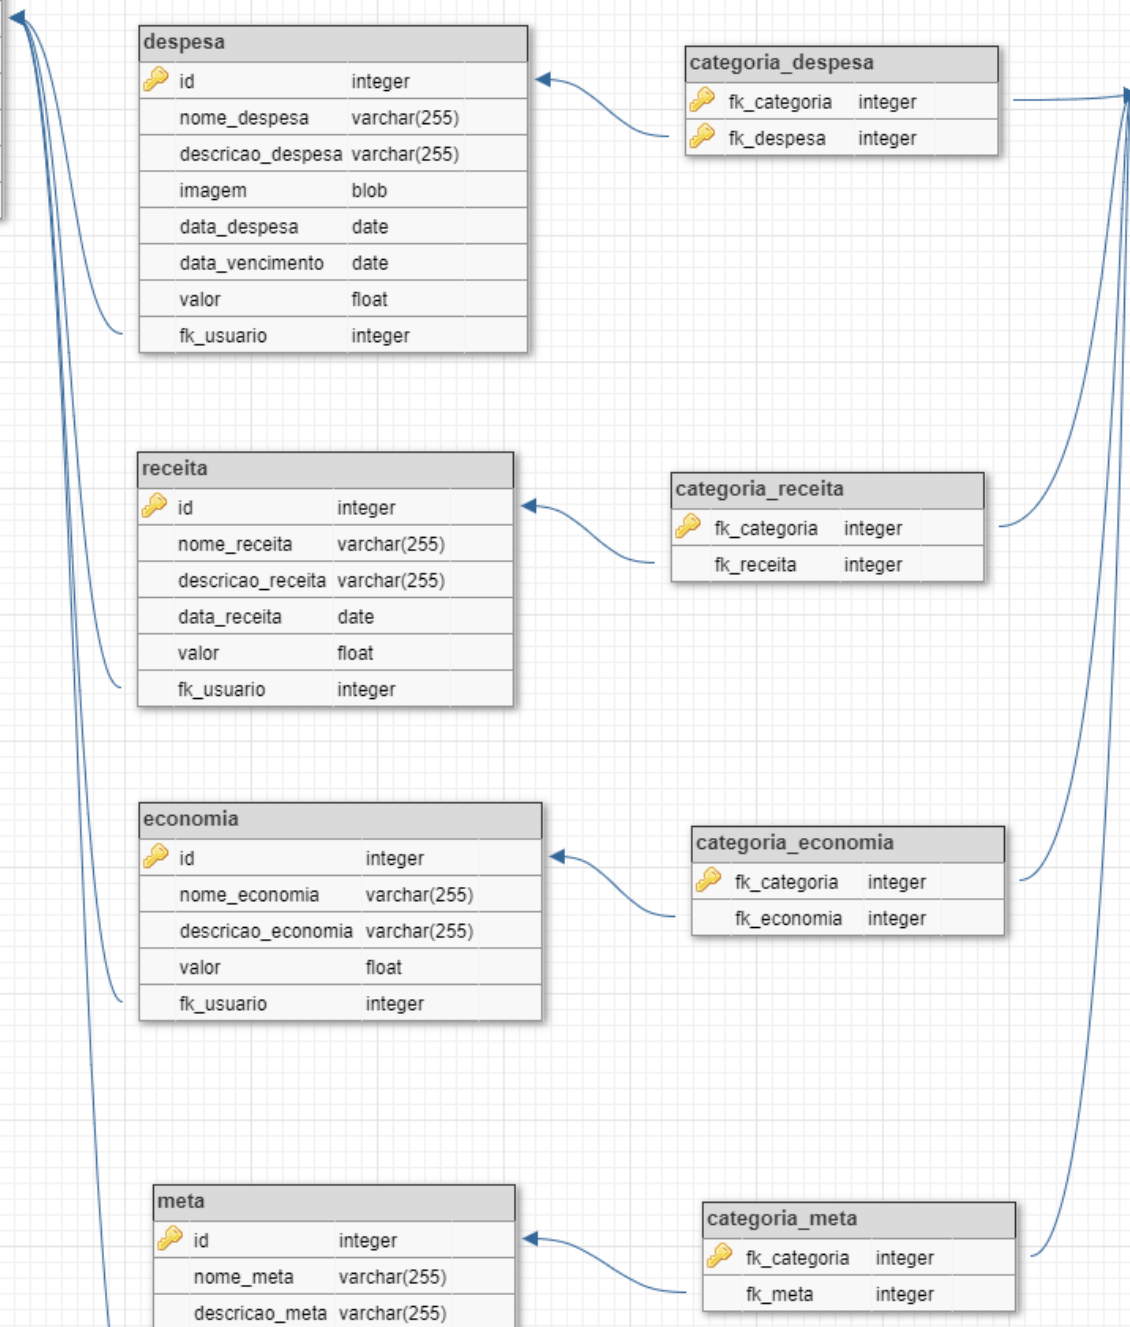 despesa
id integer
nome_despesa varchar(255)
descricao_despesa varchar(255)
imagem blob
data_despesa date
data_vencimento date
valor float
fk_usuario integer
categoria_despesa
fk_categoria integer
fk_despesa integer
receita
id integer
nome_receita varchar(255)
descricao_receita varchar(255)
data_receita date
valor float
fk_usuario integer
categoria_receita
fk_categoria integer
fk_receita integer
economia
id integer
nome_economia varchar(255)
descricao_economia varchar(255)
valor float
fk_usuario integer
categoria_economia
fk_categoria integer
fk_economia integer
meta
id integer
nome_meta varchar(255)
descricao_meta varchar(255)
categoria_meta
fk_categoria integer
fk_meta integer